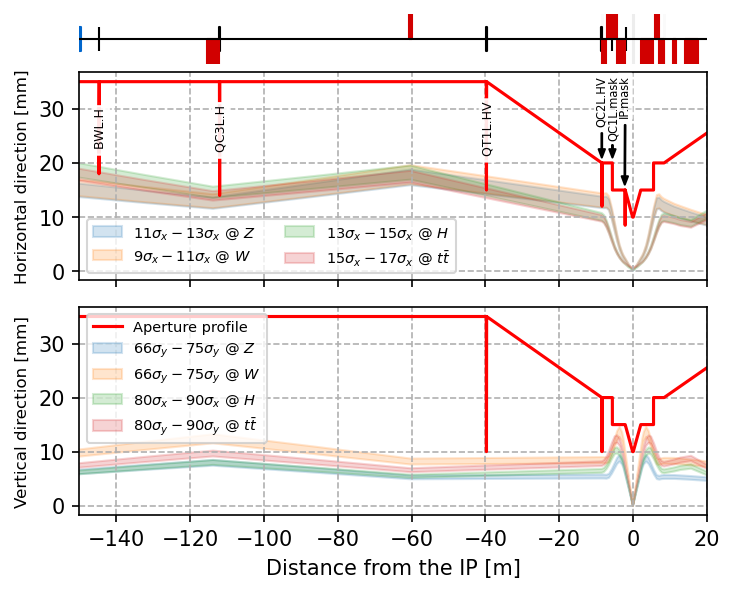 BWL.H
QC3L.H
QT1L.HV
QC2L.HV
QC1L.mask
IP.mask
Horizontal direction [mm]
30
20
10
0
11σx − 13σx @ Z
9σx − 11σx @ W
13σx − 15σx @ H
15σx − 17σx @ tt̄
Vertical direction [mm]
30
20
10
0
Aperture profile
66σy − 75σy @ Z
66σy − 75σy @ W
80σy − 90σy @ H
80σy − 90σy @ tt̄
−140 −120 −100 −80 −60 −40 −20 0 20
Distance from the IP [m]